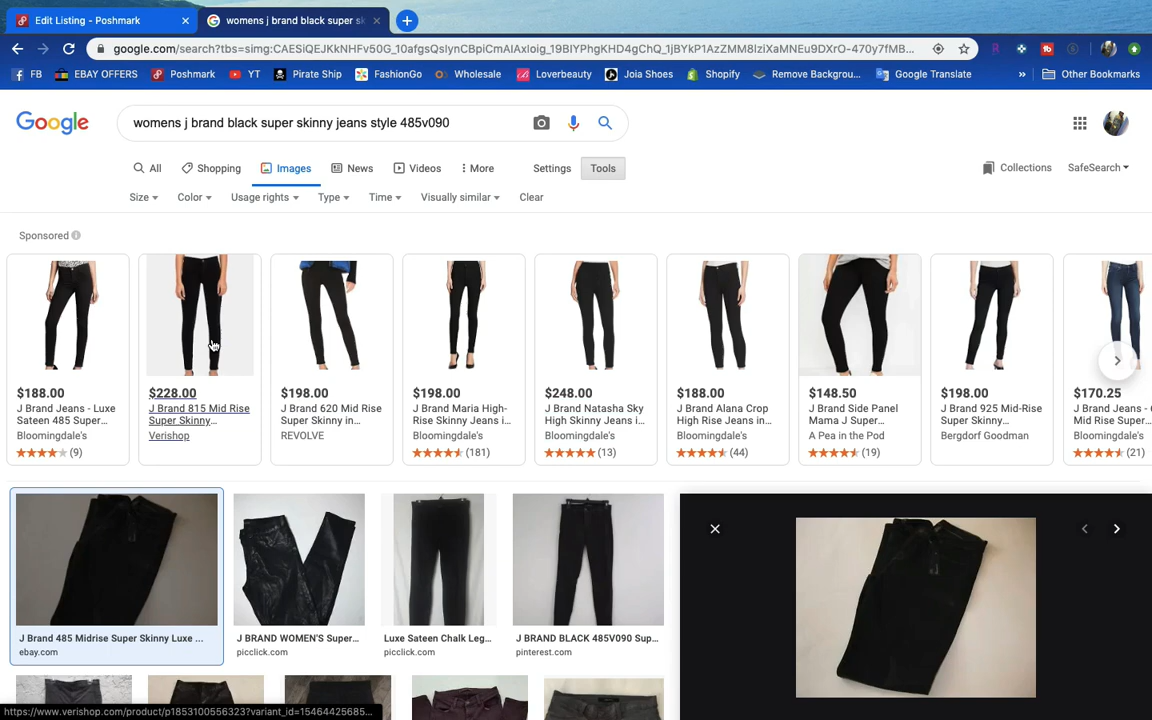 Edit Listing - Poshmark
womens j brand black super sk
google.com/search?tbs=simg:CAESiQEJKkNHFv50G_10afgsQsIynCBpiCmAIAxIoig_19BIYPhgKHD4gChQ_1jBYkP1AzZMM8lziXaMNEu9DXrO-470y7fMB...
FB
EBAY OFFERS
Poshmark
YT
Pirate Ship
FashionGo
Wholesale
Loverbeauty
Joia Shoes
Shopify
Remove Backgrou...
Google Translate
»
Other Bookmarks
Google
womens j brand black super skinny jeans style 485v090
All
Shopping
Images
News
Videos
More
Settings
Tools
Collections
SafeSearch
Size
Color
Usage rights
Type
Time
Visually similar
Clear
Sponsored
$188.00
J Brand Jeans - Luxe
Sateen 485 Super...
Bloomingdale's
(9)
$228.00
J Brand 815 Mid Rise
Super Skinny...
Verishop
$198.00
J Brand 620 Mid Rise
Super Skinny in...
REVOLVE
$198.00
J Brand Maria High-
Rise Skinny Jeans i...
Bloomingdale's
(181)
$248.00
J Brand Natasha Sky
High Skinny Jeans i...
Bloomingdale's
(13)
$188.00
J Brand Alana Crop
High Rise Jeans in...
Bloomingdale's
(44)
$148.50
J Brand Side Panel
Mama J Super...
A Pea in the Pod
(19)
$198.00
J Brand 925 Mid-Rise
Super Skinny...
Bergdorf Goodman
$170.25
J Brand Jeans -
Mid Rise Super...
Bloomingdale's
(21)
J Brand 485 Midrise Super Skinny Luxe ...
ebay.com
J BRAND WOMEN'S Super...
picclick.com
Luxe Sateen Chalk Leg...
picclick.com
J BRAND BLACK 485V090 Sup...
pinterest.com
https://www.verishop.com/product/p1853100556323?variant_id=15464425685...